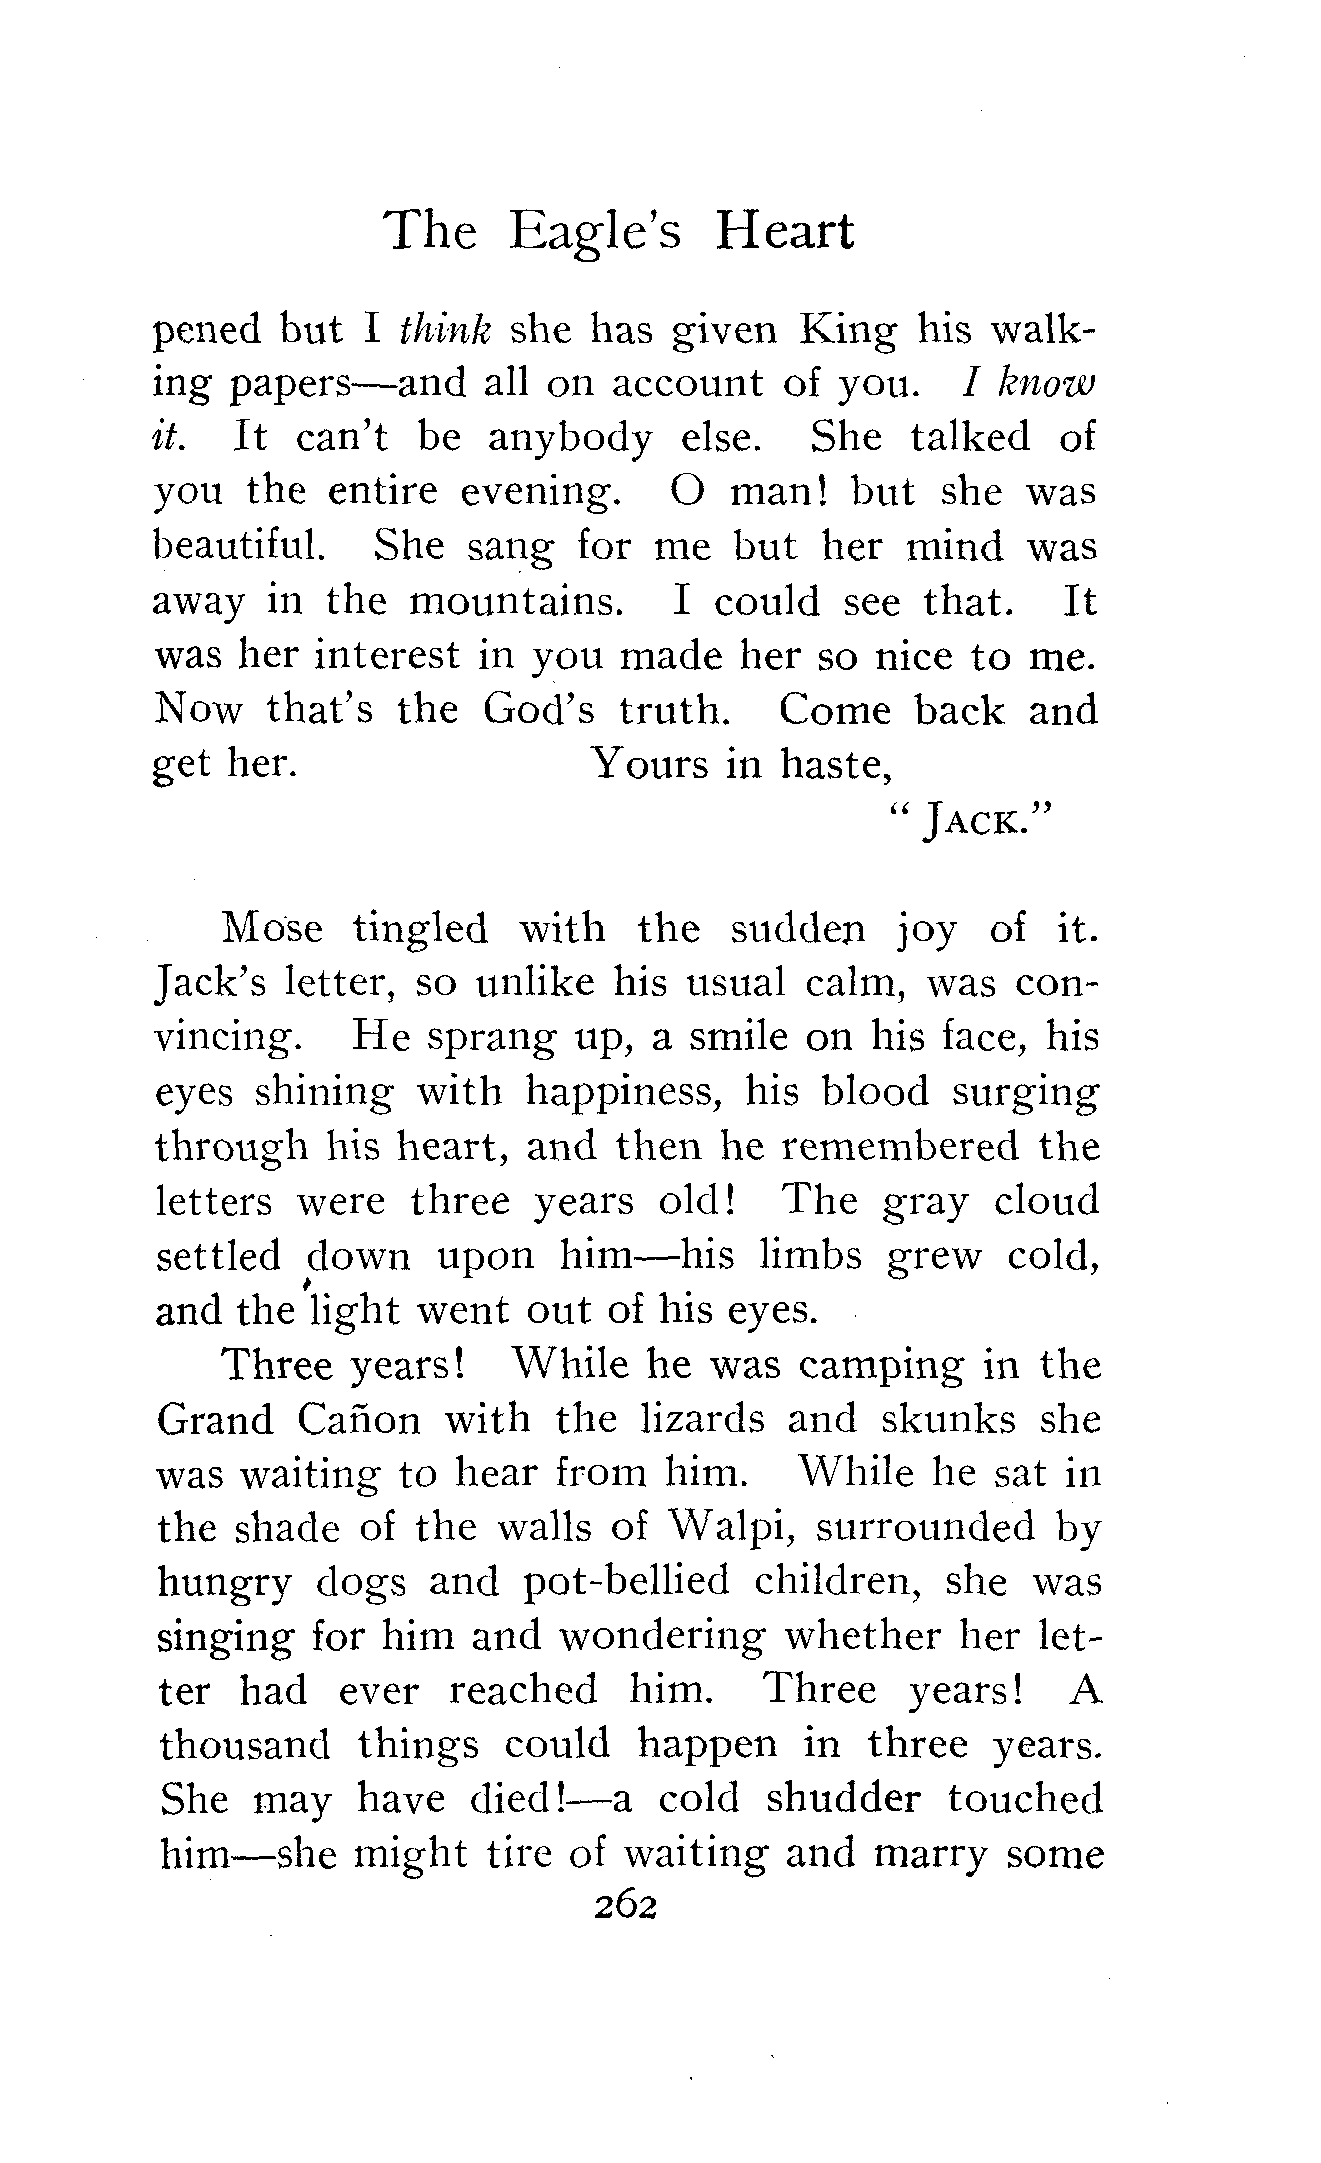 The Eagle's Heart
pened but I think she has given King his walk-
ing papers—and all on account of you. I know
it. It can't be anybody else. She talked of
you the entire evening. O man! but she was
beautiful. She sang for me but her mind was
away in the mountains. I could see that. It
was her interest in you made her so nice to me.
Now that's the God's truth. Come back and
get her. Yours in haste,
“ JACK.”
Mose tingled with the sudden joy of it.
Jack's letter, so unlike his usual calm, was con-
vincing. He sprang up, a smile on his face, his
eyes shining with happiness, his blood surging
through his heart, and then he remembered the
letters were three years old! The gray cloud
settled down upon him—his limbs grew cold,
and the light went out of his eyes.
Three years! While he was camping in the
Grand Cañon with the lizards and skunks she
was waiting to hear from him. While he sat in
the shade of the walls of Walpi, surrounded by
hungry dogs and pot-bellied children, she was
singing for him and wondering whether her let-
ter had ever reached him. Three years! A
thousand things could happen in three years.
She may have died!—a cold shudder touched
him—she might tire of waiting and marry some
262